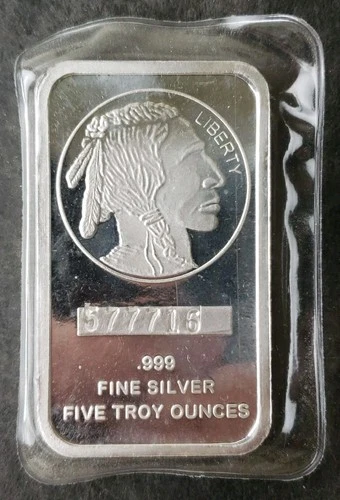 LIBERTY
577716
.999
FINE SILVER
FIVE TROY OUNCES